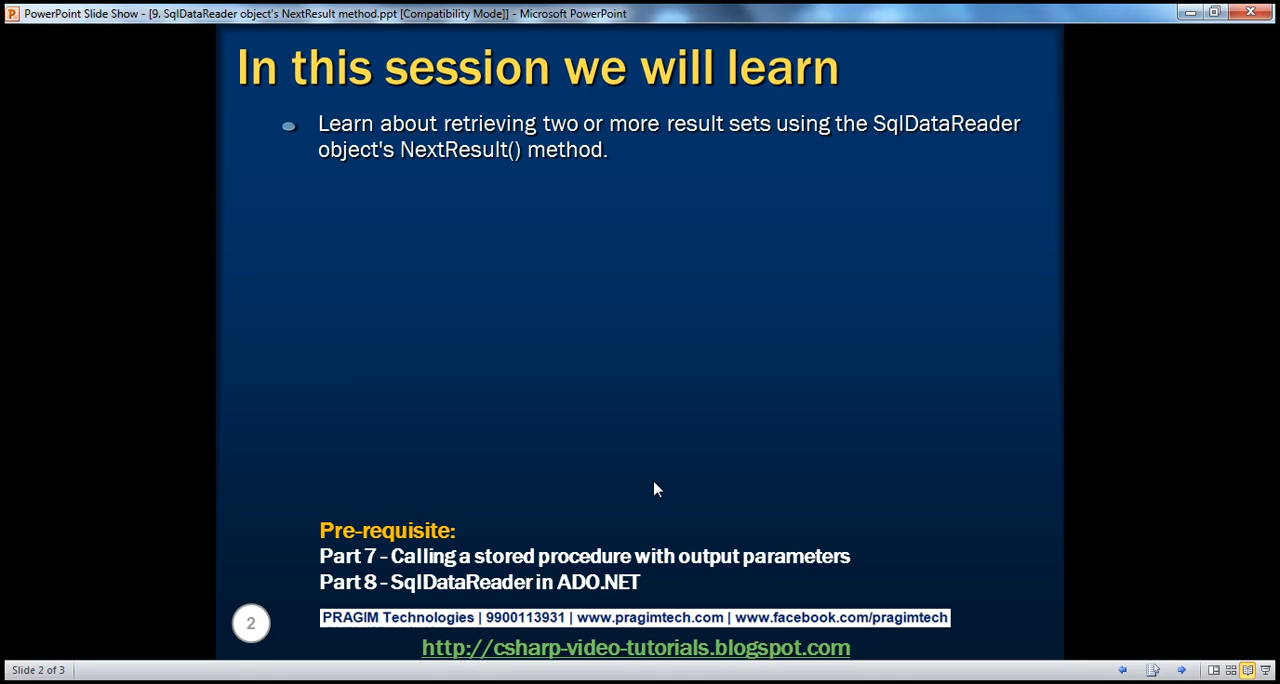 PowerPoint Slide Show - [9. SqlDataReader object's NextResult method.ppt [Compatibility Mode]] - Microsoft PowerPoint
In this session we will learn
Learn about retrieving two or more result sets using the SqlDataReader
object's NextResult() method.
Pre-requisite:
Part 7 - Calling a stored procedure with output parameters
Part 8 - SqlDataReader in ADO.NET
2
PRAGIM Technologies | 9900113931 | www.pragimtech.com | www.facebook.com/pragimtech
http://csharp-video-tutorials.blogspot.com
Slide 2 of 3